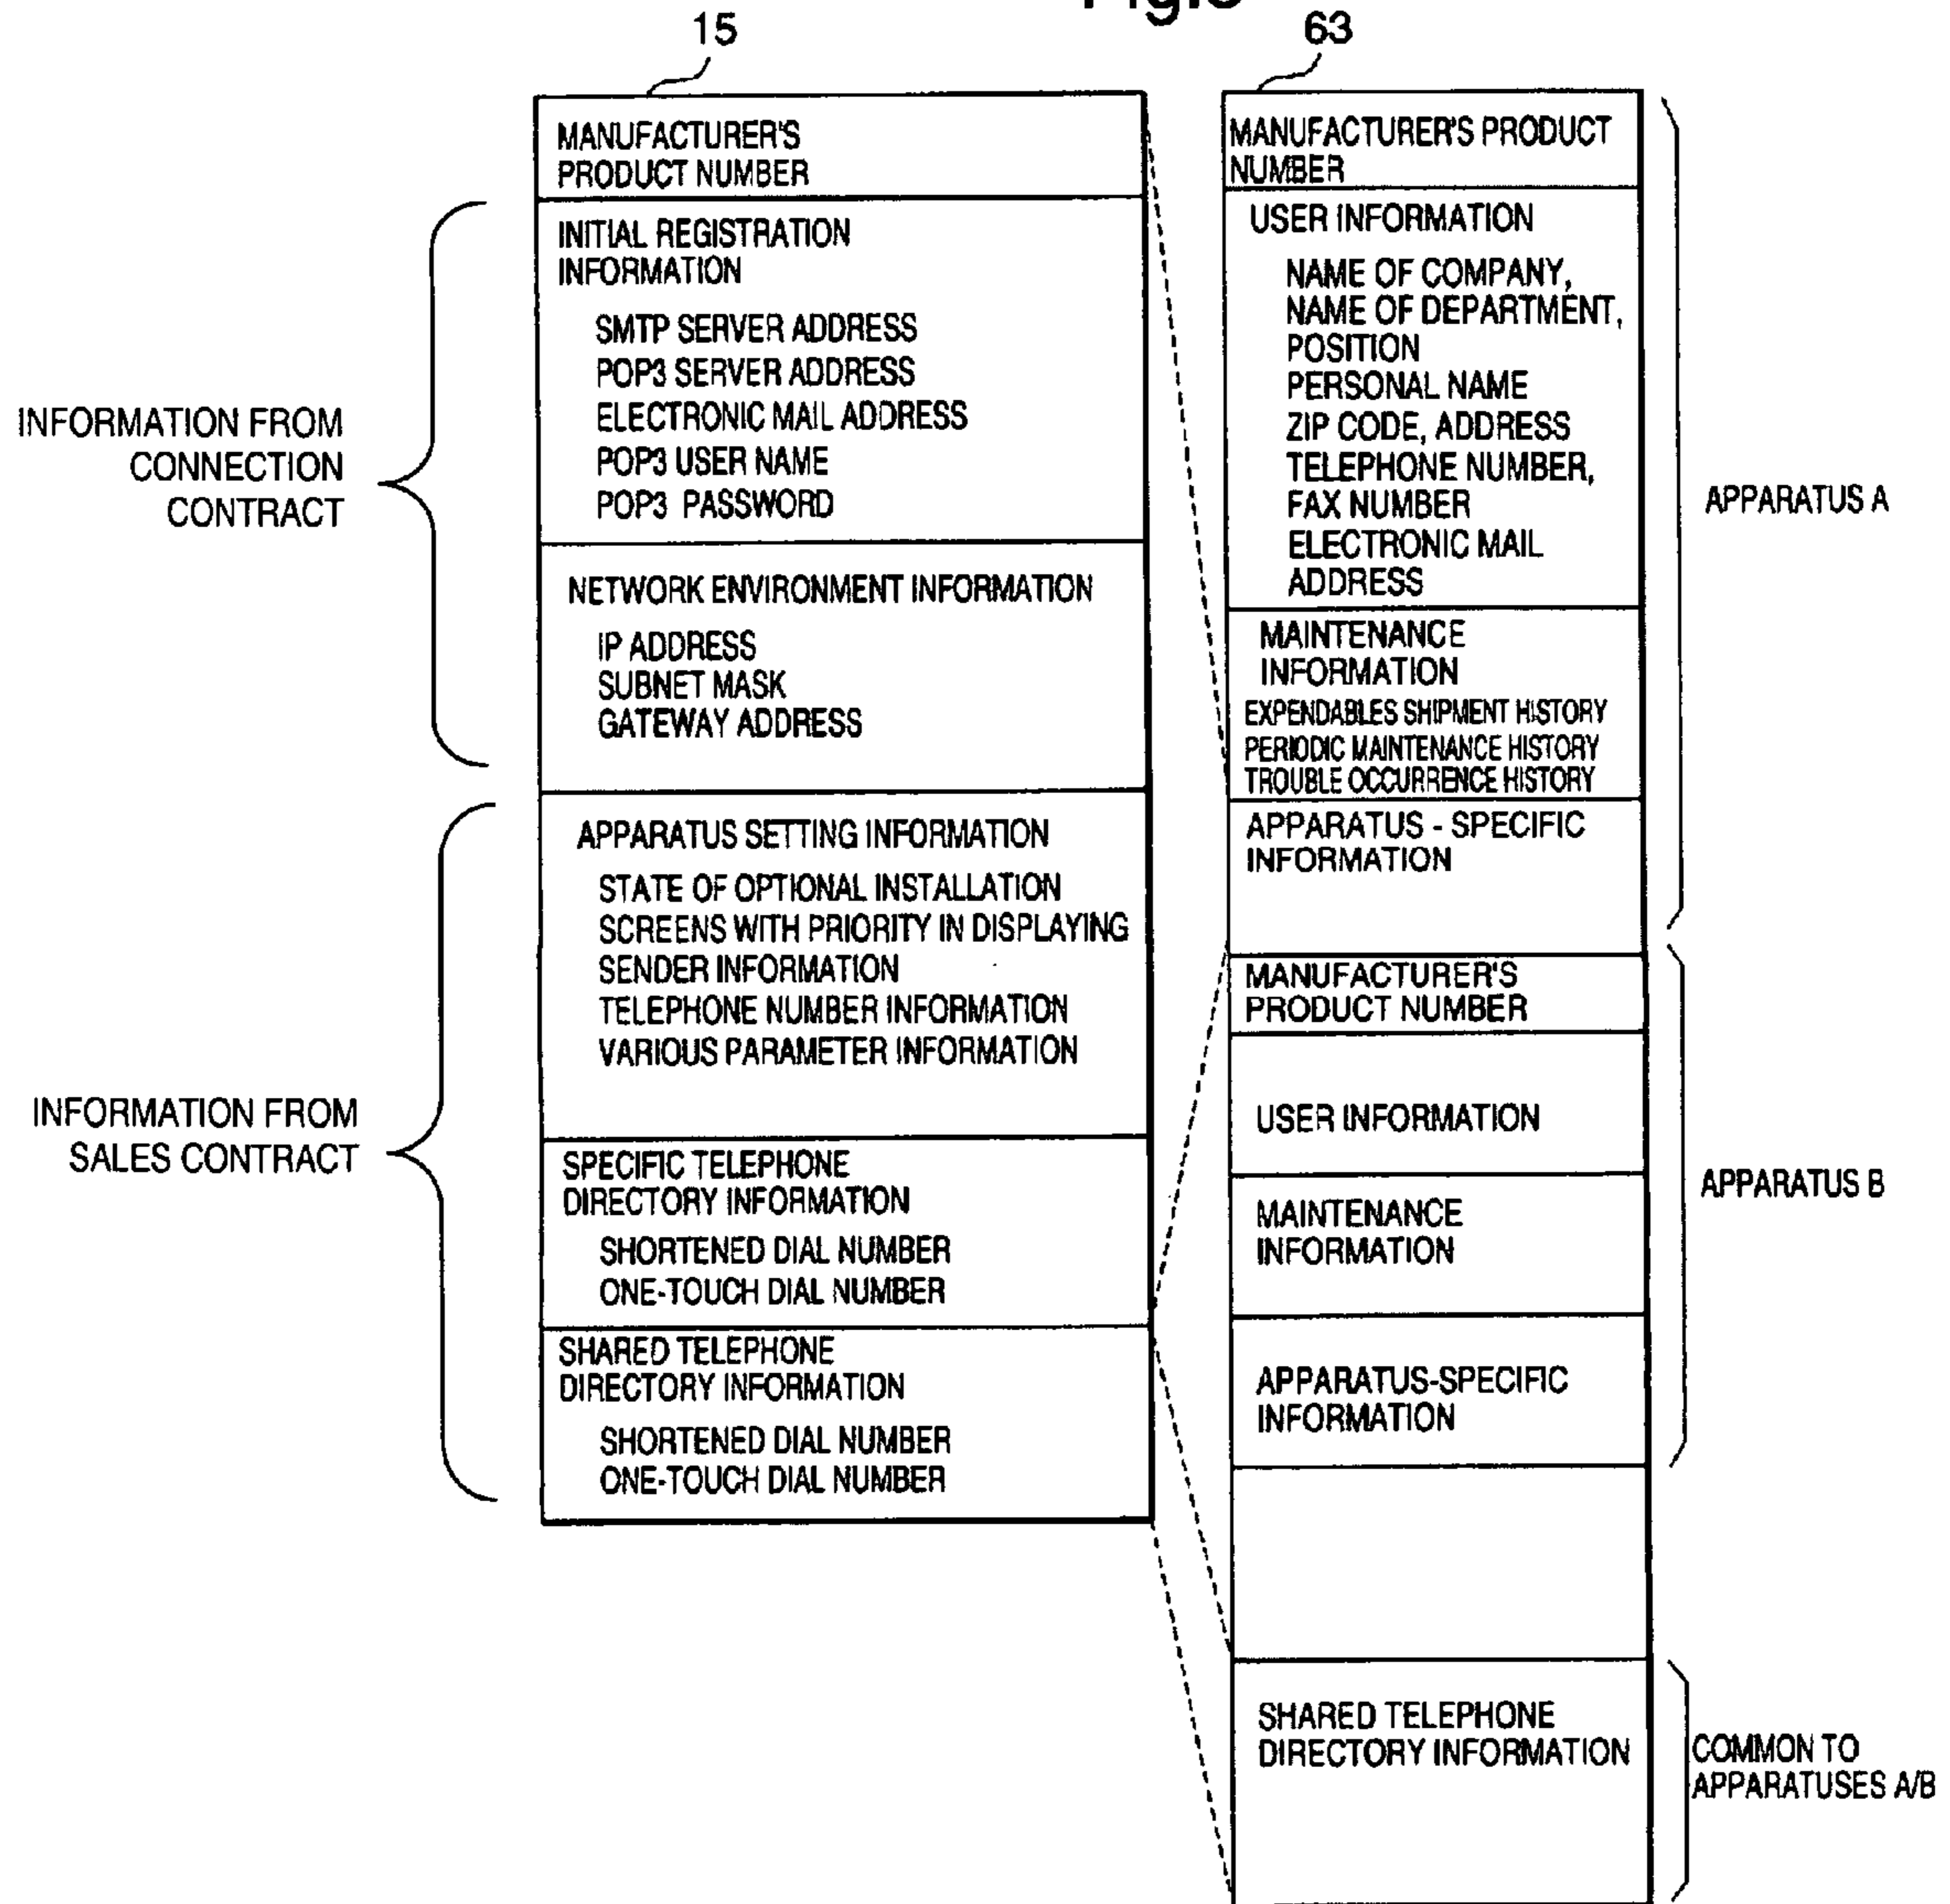 15
63
MANUFACTURER'S
PRODUCT NUMBER
INITIAL REGISTRATION
INFORMATION
SMTP SERVER ADDRESS
POP3 SERVER ADDRESS
ELECTRONIC MAIL ADDRESS
POP3 USER NAME
POP3 PASSWORD
INFORMATION FROM
CONNECTION
CONTRACT
NETWORK ENVIRONMENT INFORMATION
IP ADDRESS
SUBNET MASK
GATEWAY ADDRESS
APPARATUS SETTING INFORMATION
STATE OF OPTIONAL INSTALLATION
SCREENS WITH PRIORITY IN DISPLAYING
SENDER INFORMATION
TELEPHONE NUMBER INFORMATION
VARIOUS PARAMETER INFORMATION
INFORMATION FROM
SALES CONTRACT
SPECIFIC TELEPHONE
DIRECTORY INFORMATION
SHORTENED DIAL NUMBER
ONE-TOUCH DIAL NUMBER
SHARED TELEPHONE
DIRECTORY INFORMATION
SHORTENED DIAL NUMBER
ONE-TOUCH DIAL NUMBER
MANUFACTURER'S PRODUCT
NUMBER
USER INFORMATION
NAME OF COMPANY,
NAME OF DEPARTMENT,
POSITION
PERSONAL NAME
ZIP CODE, ADDRESS
TELEPHONE NUMBER,
FAX NUMBER
ELECTRONIC MAIL
ADDRESS
MAINTENANCE
INFORMATION
EXPENDABLES SHIPMENT HISTORY
PERIODIC MAINTENANCE HISTORY
TROUBLE OCCURRENCE HISTORY
APPARATUS - SPECIFIC
INFORMATION
APPARATUS A
MANUFACTURER'S
PRODUCT NUMBER
USER INFORMATION
MAINTENANCE
INFORMATION
APPARATUS-SPECIFIC
INFORMATION
APPARATUS B
SHARED TELEPHONE
DIRECTORY INFORMATION
COMMON TO
APPARATUSES A/B